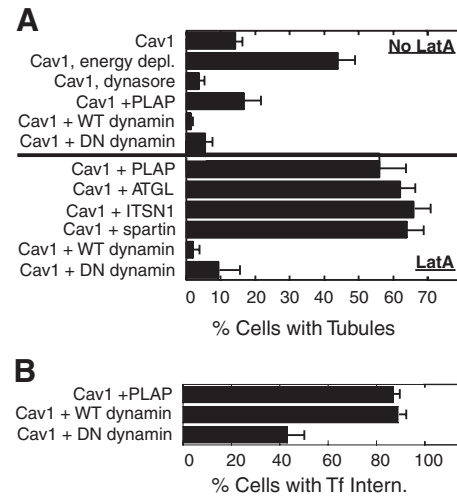 A
No LatA
Cav1
Cav1, energy depl.
Cav1, dynasore
Cav1 +PLAP
Cav1 + WT dynamin
Cav1 + DN dynamin
Cav1 + PLAP
Cav1 + ATGL
Cav1 + ITSN1
Cav1 + spartin
Cav1 + WT dynamin
Cav1 + DN dynamin
LatA
0 10 20 30 40 50 60 70
% Cells with Tubules
B
Cav1 +PLAP
Cav1 + WT dynamin
Cav1 + DN dynamin
0 20 40 60 80 100
% Cells with Tf Intern.